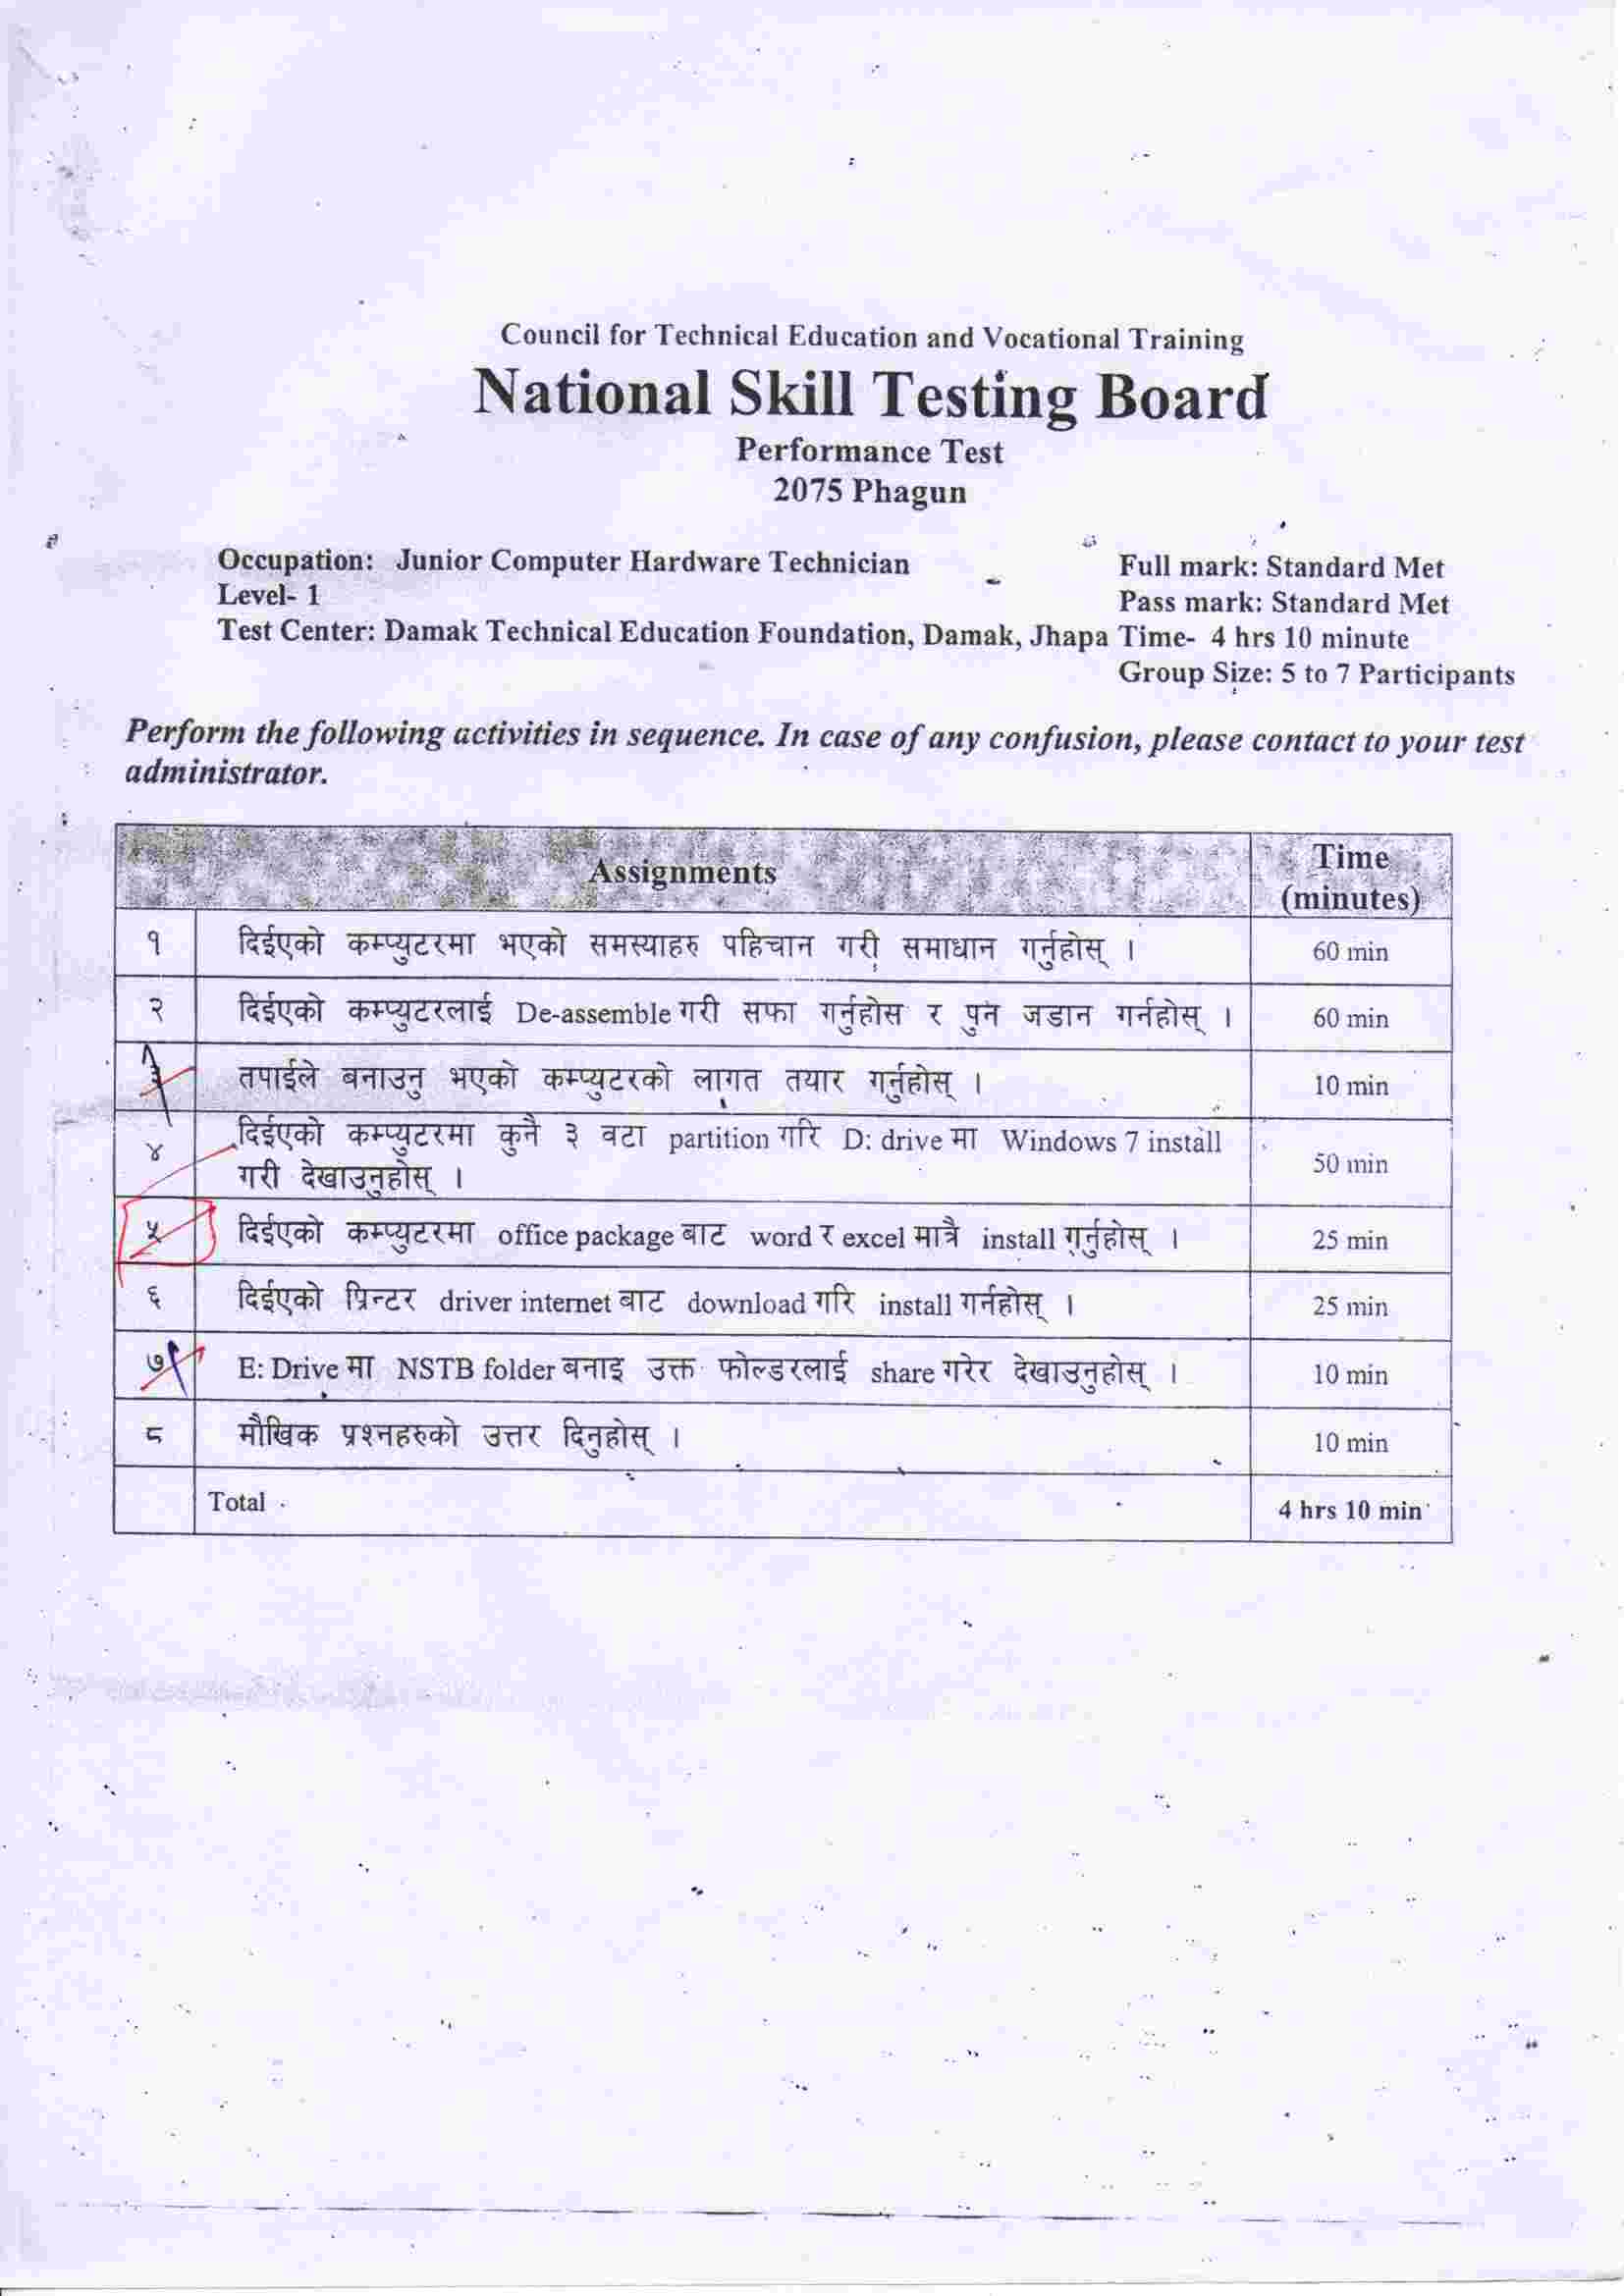 Council for Technical Education and Vocational Training
National Skill Testing Board
Performance Test
2075 Phagun
Occupation: Junior Computer Hardware Technician
Full mark: Standard Met
Level- 1
Pass mark: Standard Met
Test Center: Damak Technical Education Foundation, Damak, Jhapa Time- 4 hrs 10 minute
Group Size: 5 to 7 Participants
Perform the following activities in sequence. In case of any confusion, please contact to your test
administrator.
Assignments Time
(minutes)
१ दिईएको कम्प्युटरमा भएको समस्याहरु पहिचान गरी समाधान गर्नुहोस् । 60 min
२ दिईएको कम्प्युटरलाई De-assemble गरी सफा गर्नुहोस र पुन जडान गर्नहोस् । 60 min
३ तपाईले बनाउनु भएको कम्प्युटरको लागत तयार गर्नुहोस् । 10 min
४ दिईएको कम्प्युटरमा कुनै ३ वटा partition गरि D: drive मा Windows 7 install
गरी देखाउनुहोस् । 50 min
५ दिईएको कम्प्युटरमा office package बाट word र excel मात्रै install गर्नुहोस् । 25 min
६ दिईएको प्रिन्टर driver internet बाट download गरि install गर्नहोस् । 25 min
७ E: Drive मा NSTB folder बनाइ उक्त फोल्डरलाई share गरेर देखाउनुहोस् । 10 min
८ मौखिक प्रश्नहरुको उत्तर दिनुहोस् । 10 min
Total 4 hrs 10 min